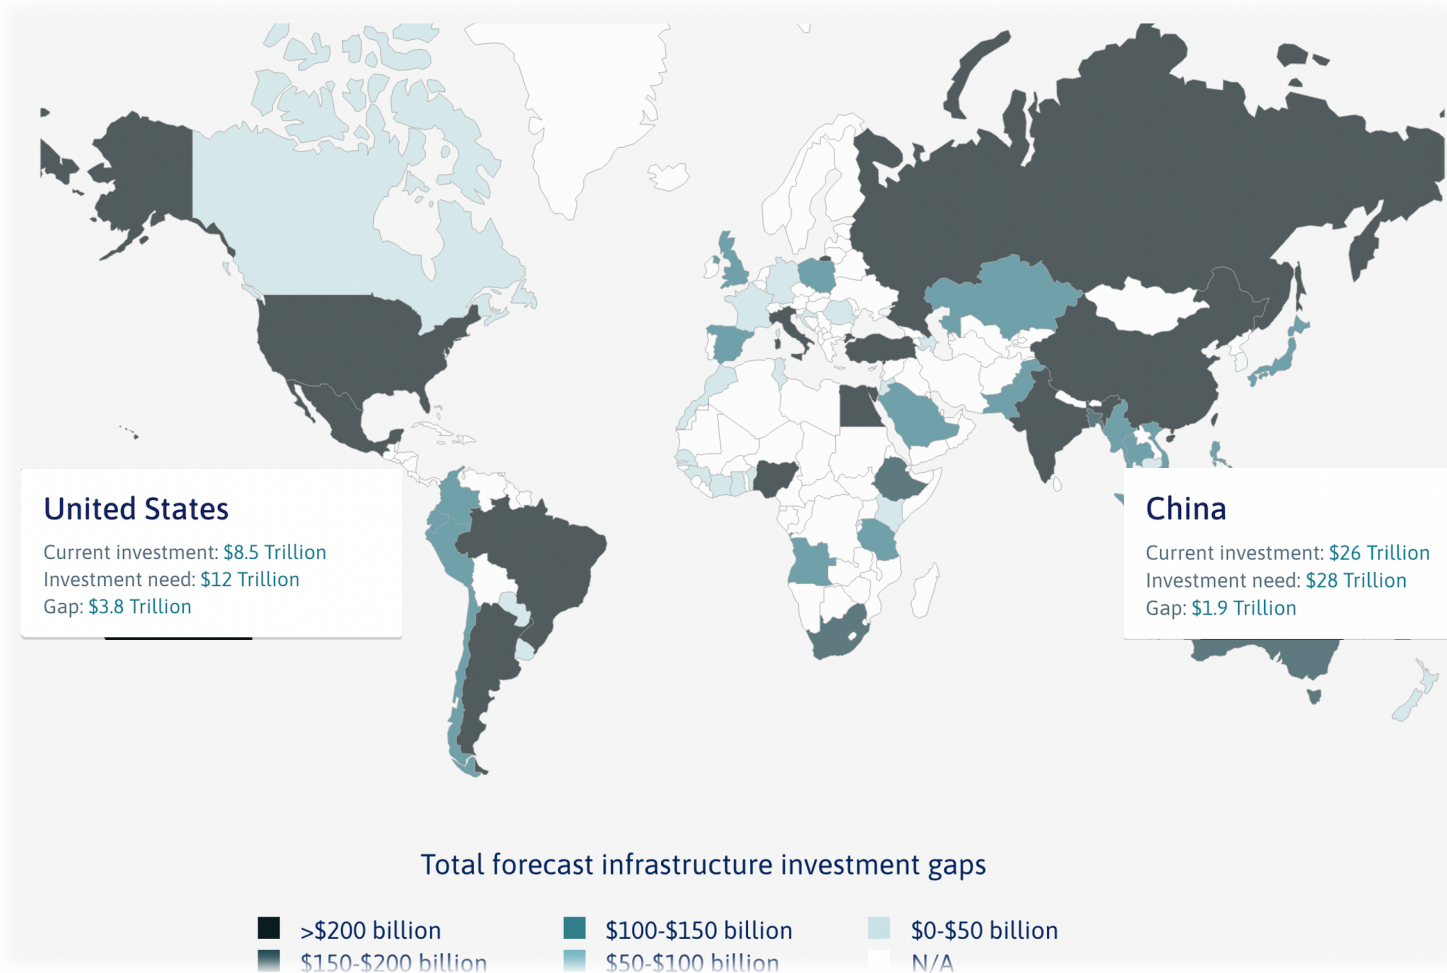 United States
Current investment: $8.5 Trillion
Investment need: $12 Trillion
Gap: $3.8 Trillion
China
Current investment: $26 Trillion
Investment need: $28 Trillion
Gap: $1.9 Trillion
Total forecast infrastructure investment gaps
>$200 billion
$100-$150 billion
$0-$50 billion
$150-$200 billion
$50-$100 billion
N/A